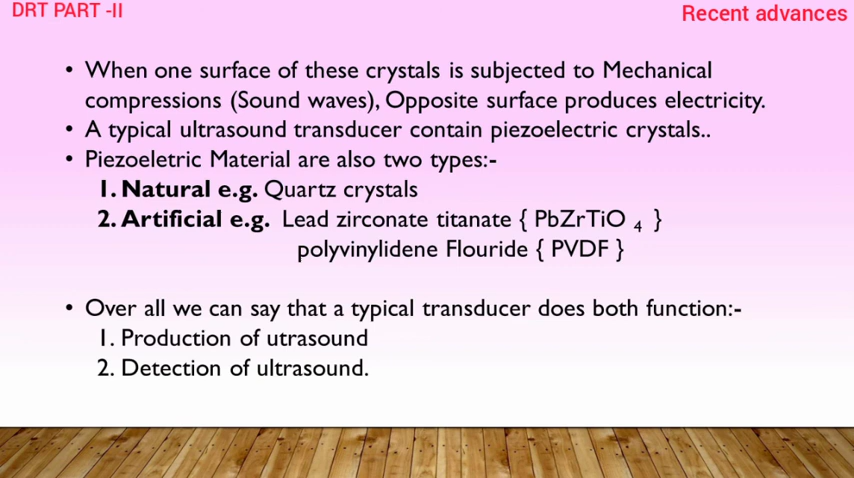 DRT PART -II
Recent advances
• When one surface of these crystals is subjected to Mechanical
compressions (Sound waves), Opposite surface produces electricity.
• A typical ultrasound transducer contain piezoelectric crystals..
• Piezoeletric Material are also two types:-
1. Natural e.g. Quartz crystals
2. Artificial e.g. Lead zirconate titanate { PbZrTiO 4 }
polyvinylidene Flouride { PVDF }
• Over all we can say that a typical transducer does both function:-
1. Production of utrasound
2. Detection of ultrasound.